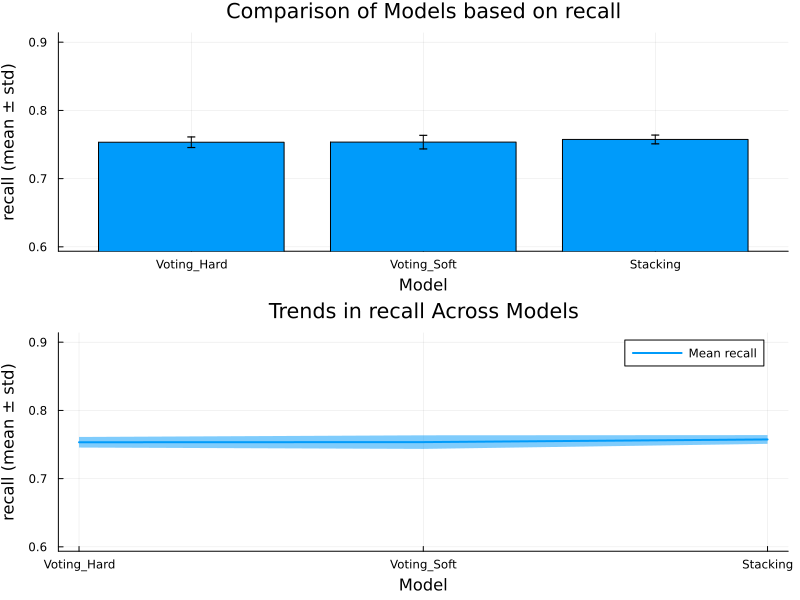 Comparison of Models based on recall
recall (mean ± std)
0.9
0.8
0.7
0.6
Voting_Hard Voting_Soft Stacking
Model
Trends in recall Across Models
recall (mean ± std)
0.9
0.8
0.7
0.6
Mean recall
Voting_Hard Voting_Soft Stacking
Model